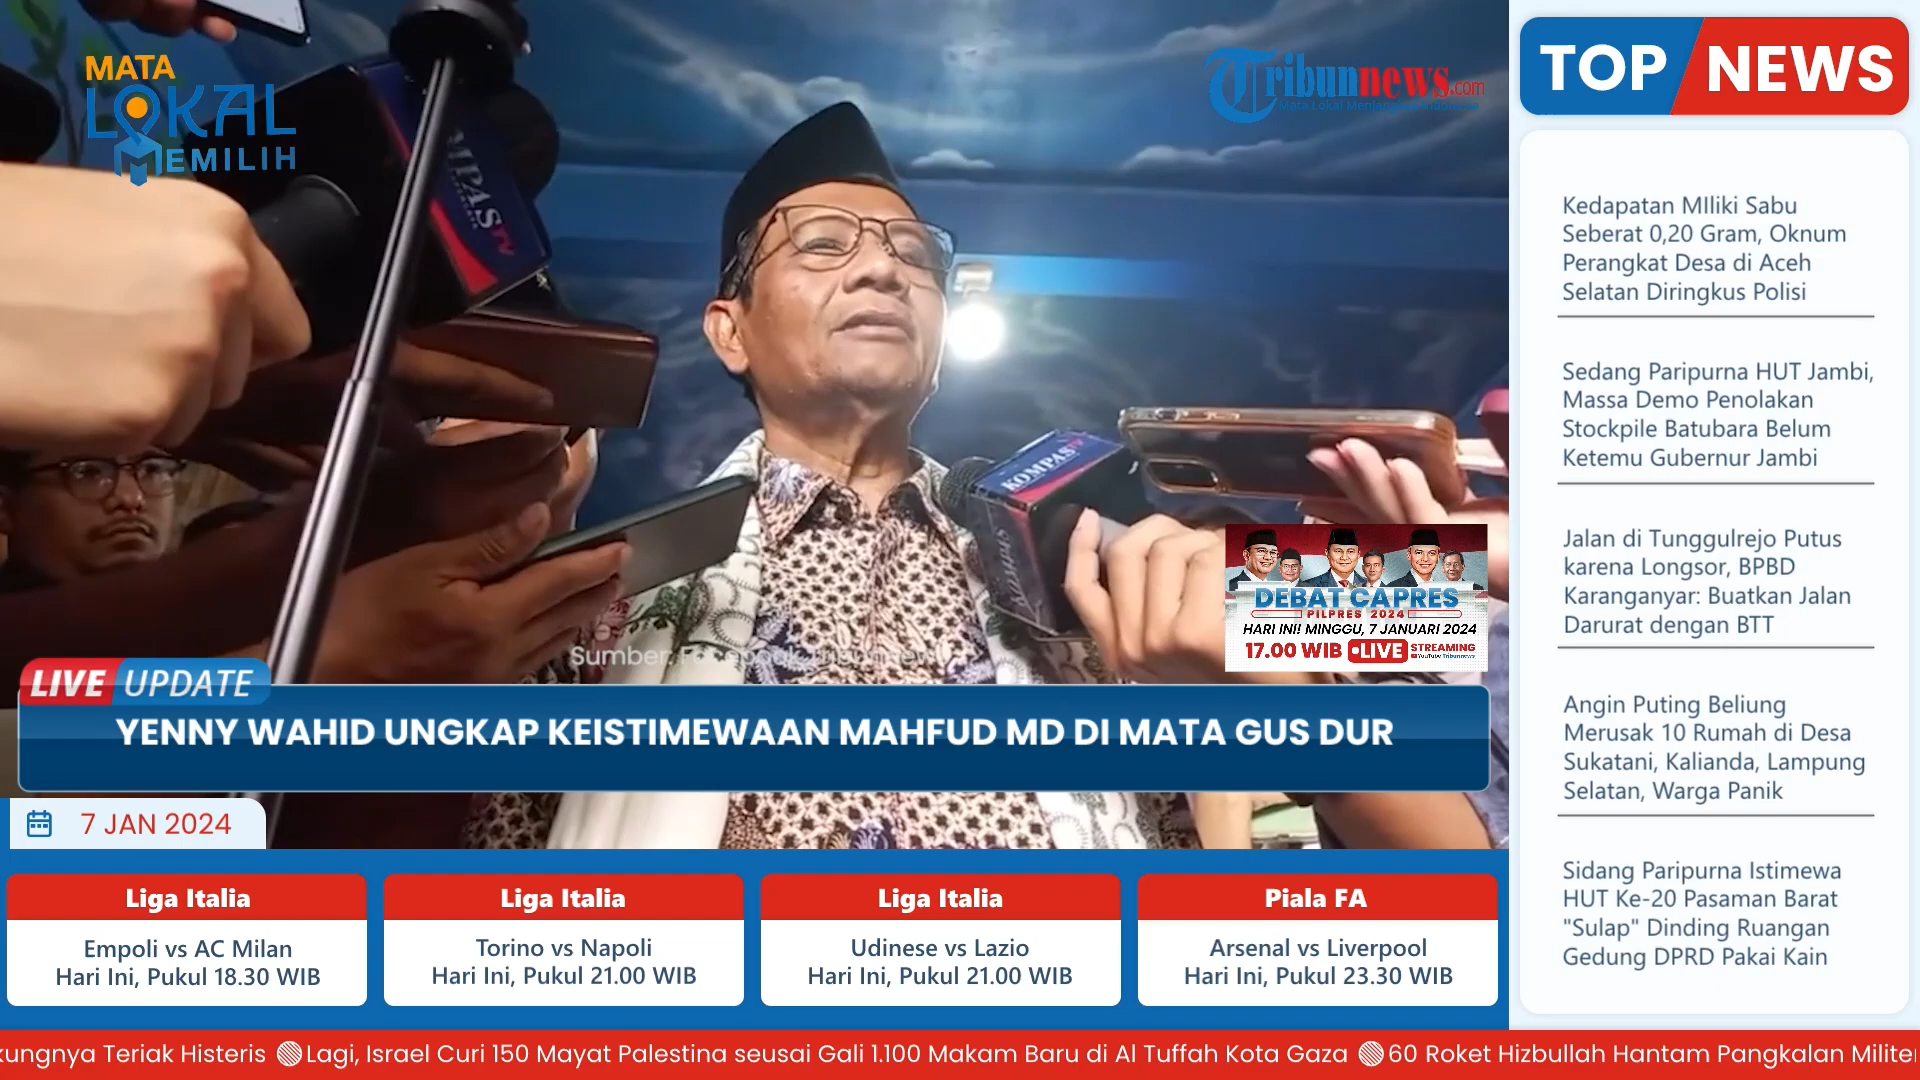 MATA
LOKAL
MEMILIH
Tribunnews.com
Mata Lokal Menjangkau Indonesia
KOMPAS TV
KOMPAS TV
DEBAT CAPRES
PILPRES 2024
HARI INI! MINGGU, 7 JANUARI 2024
17.00 WIB LIVE STREAMING
YouTube Tribunnews
Sumber:
LIVE UPDATE
YENNY WAHID UNGKAP KEISTIMEWAAN MAHFUD MD DI MATA GUS DUR
7 JAN 2024
Liga Italia
Empoli vs AC Milan
Hari Ini, Pukul 18.30 WIB
Liga Italia
Torino vs Napoli
Hari Ini, Pukul 21.00 WIB
Liga Italia
Udinese vs Lazio
Hari Ini, Pukul 21.00 WIB
Piala FA
Arsenal vs Liverpool
Hari Ini, Pukul 23.30 WIB
TOP NEWS
Kedapatan MIliki Sabu
Seberat 0,20 Gram, Oknum
Perangkat Desa di Aceh
Selatan Diringkus Polisi
Sedang Paripurna HUT Jambi,
Massa Demo Penolakan
Stockpile Batubara Belum
Ketemu Gubernur Jambi
Jalan di Tunggulrejo Putus
karena Longsor, BPBD
Karanganyar: Buatkan Jalan
Darurat dengan BTT
Angin Puting Beliung
Merusak 10 Rumah di Desa
Sukatani, Kalianda, Lampung
Selatan, Warga Panik
Sidang Paripurna Istimewa
HUT Ke-20 Pasaman Barat
"Sulap" Dinding Ruangan
Gedung DPRD Pakai Kain
kungnya Teriak Histeris Lagi, Israel Curi 150 Mayat Palestina seusai Gali 1.100 Makam Baru di Al Tuffah Kota Gaza 60 Roket Hizbullah Hantam Pangkalan Militer